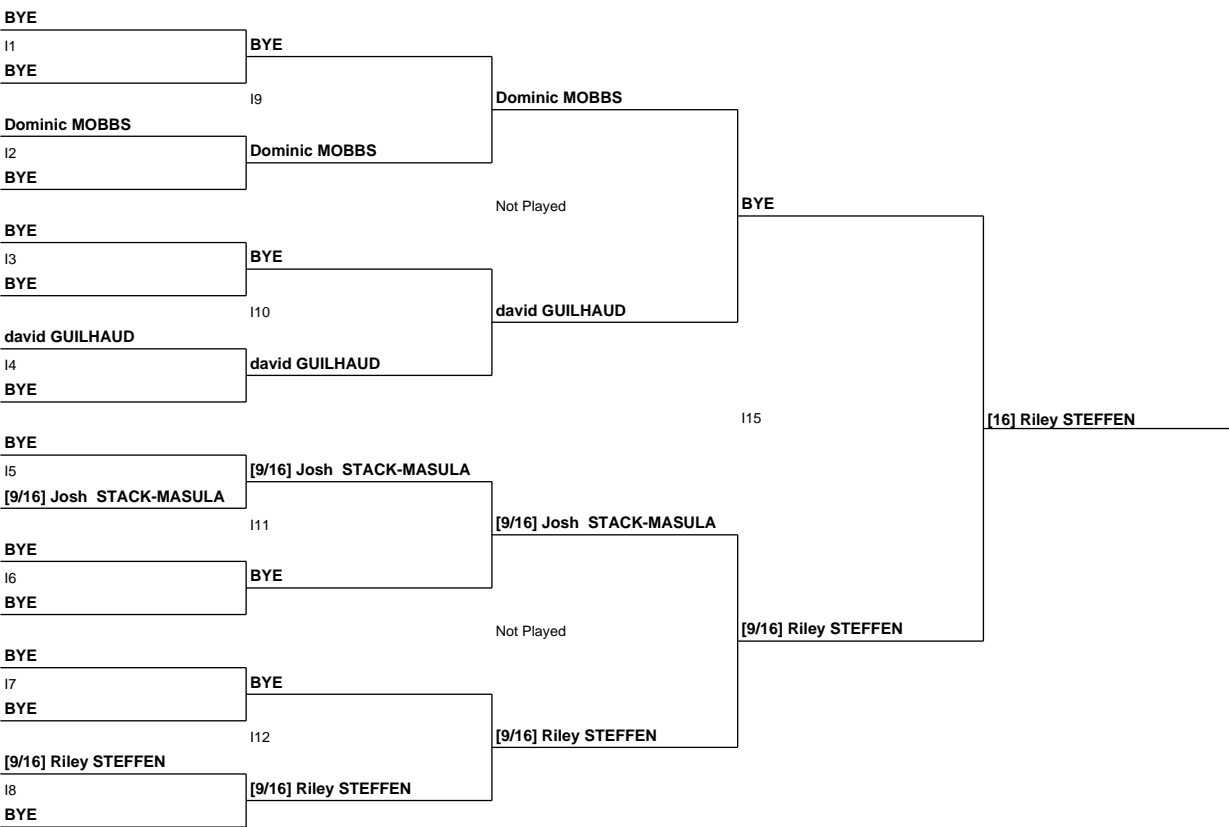 BYE
I1
BYE
Dominic MOBBS
I2
BYE
BYE
I3
BYE
david GUILHAUD
I4
BYE
BYE
I5
[9/16] Josh  STACK-MASULA
BYE
I6
BYE
BYE
I7
BYE
[9/16] Riley STEFFEN
I8
BYE
BYE
I9
Dominic MOBBS
BYE
I10
david GUILHAUD
[9/16] Josh  STACK-MASULA
I11
BYE
BYE
I12
[9/16] Riley STEFFEN
Dominic MOBBS
Not Played
david GUILHAUD
[9/16] Josh  STACK-MASULA
Not Played
[9/16] Riley STEFFEN
BYE
I15
[9/16] Riley STEFFEN
[16] Riley STEFFEN